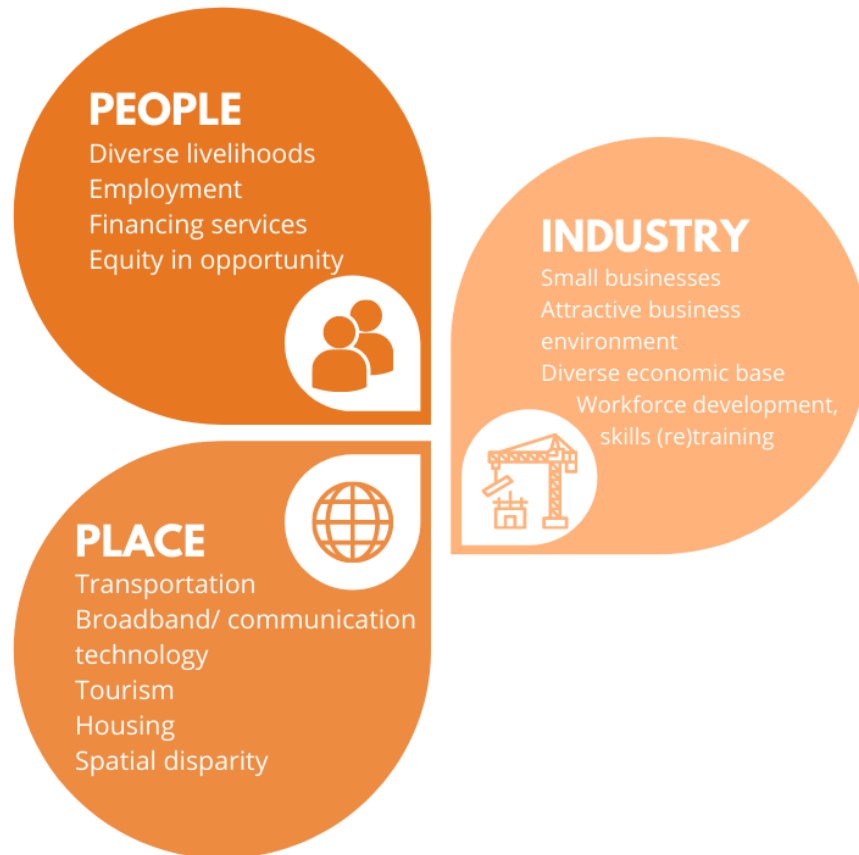 PEOPLE
Diverse livelihoods
Employment
Financing services
Equity in opportunity
INDUSTRY
Small businesses
Attractive business
environment
Diverse economic base
Workforce development,
skills (re)training
PLACE
Transportation
Broadband/ communication
technology
Tourism
Housing
Spatial disparity